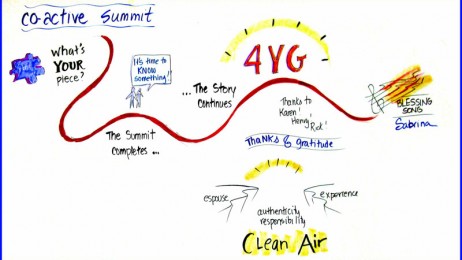 co-active Summit
What's
YOUR
piece?
It's time to
KNOW
something!
4YG
... The Story
Continues
The Summit
completes ...
Thanks to
Karen!
Henry!
Rick!
BLESSING
SONG
Sabrina
Thanks & gratitude
espouse
experience
authenticity
responsibility
Clean Air